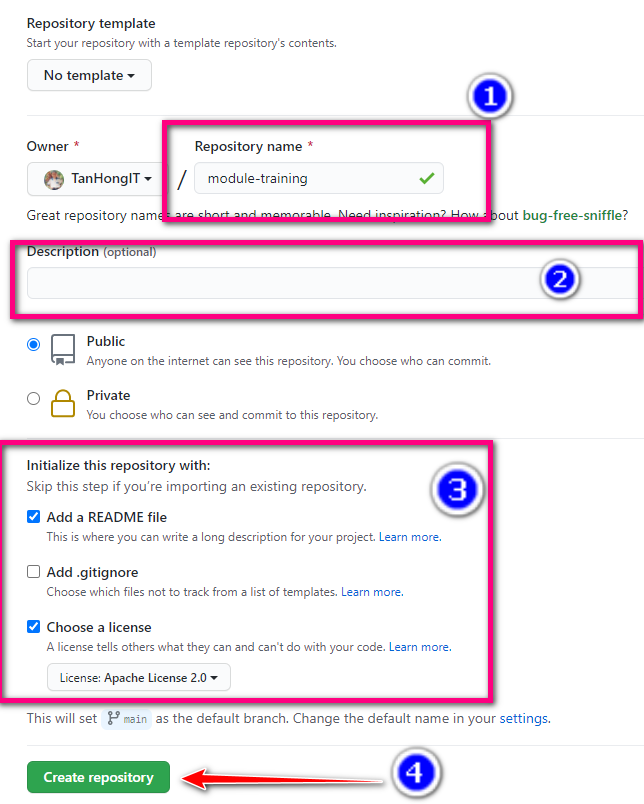 Repository template
Start your repository with a template repository's contents.
No template
1
Owner * Repository name *
TanHongIT / module-training
Great repository names are short and memorable. Need inspiration? How about bug-free-sniffle?
Description (optional)
2
Public
Anyone on the internet can see this repository. You choose who can commit.
Private
You choose who can see and commit to this repository.
Initialize this repository with:
Skip this step if you're importing an existing repository.
3
Add a README file
This is where you can write a long description for your project. Learn more.
Add .gitignore
Choose which files not to track from a list of templates. Learn more.
Choose a license
A license tells others what they can and can't do with your code. Learn more.
License: Apache License 2.0
This will set main as the default branch. Change the default name in your settings.
Create repository
4